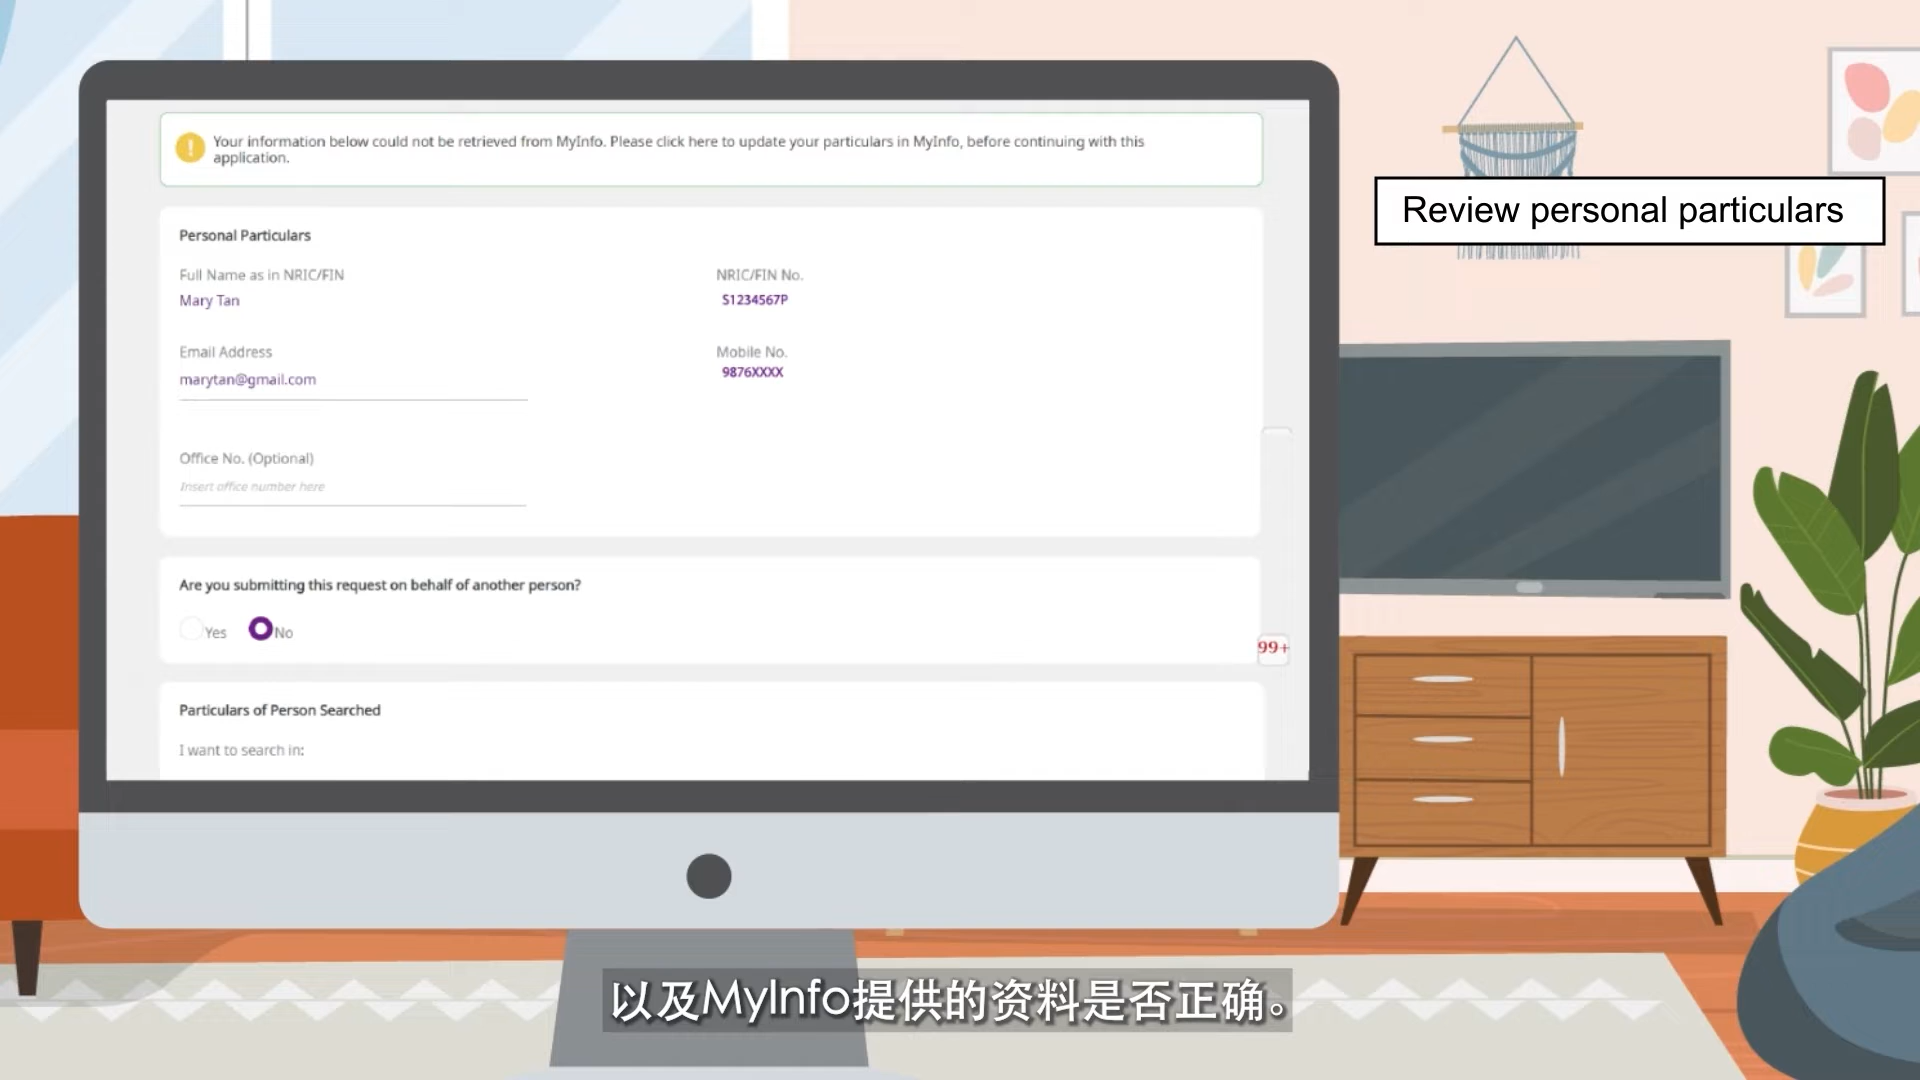 Your information below could not be retrieved from MyInfo. Please click here to update your particulars in MyInfo, before continuing with this
application.
Review personal particulars
Personal Particulars
Full Name as in NRIC/FIN
Mary Tan
NRIC/FIN No.
S1234567P
Email Address
marytan@gmail.com
Mobile No.
9876XXXX
Office No. (Optional)
Insert office number here
Are you submitting this request on behalf of another person?
Yes
No
99+
Particulars of Person Searched
I want to search in:
以及MyInfo提供的资料是否正确。